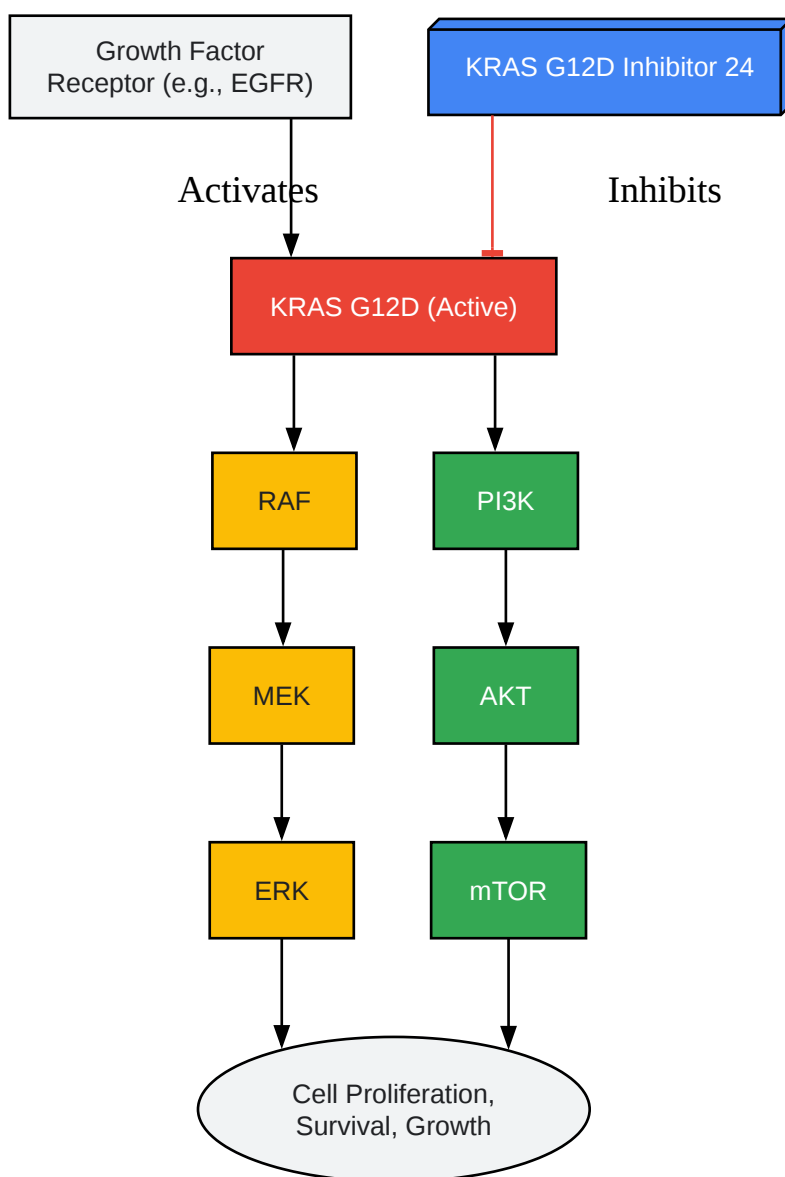 Growth Factor
Receptor (e.g., EGFR)
KRAS G12D Inhibitor 24
Activates
Inhibits
KRAS G12D (Active)
RAF
PI3K
MEK
AKT
ERK
mTOR
Cell Proliferation,
Survival, Growth